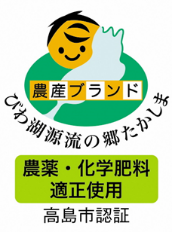 農産ブランド
びわ湖源流の郷たかしま
農薬・化学肥料
適正使用
高島市認証